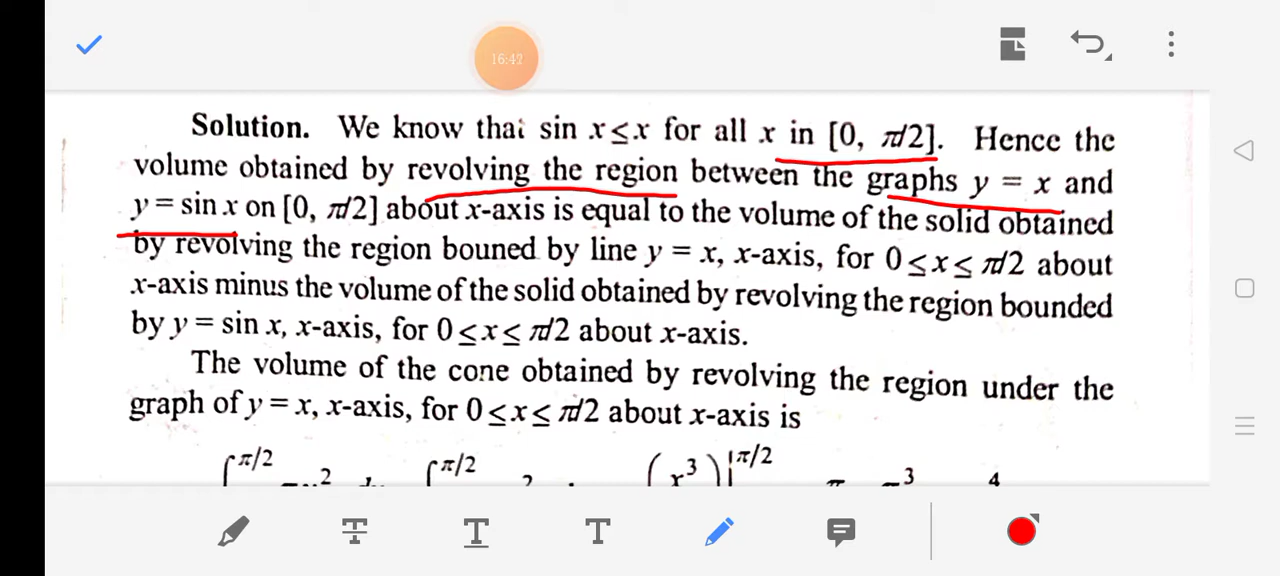 16:42
Solution. We know that sin x ≤ x for all x in [0, π/2]. Hence the
volume obtained by revolving the region between the graphs y = x and
y = sin x on [0, π/2] about x-axis is equal to the volume of the solid obtained
by revolving the region bouned by line y = x, x-axis, for 0 ≤ x ≤ π/2 about
x-axis minus the volume of the solid obtained by revolving the region bounded
by y = sin x, x-axis, for 0 ≤ x ≤ π/2 about x-axis.
The volume of the cone obtained by revolving the region under the
graph of y = x, x-axis, for 0 ≤ x ≤ π/2 about x-axis is
T T T